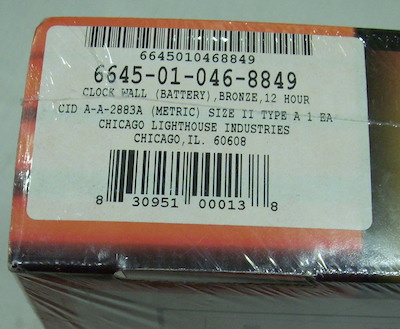 6645010468849
6645-01-046-8849
CLOCK WALL (BATTERY),BRONZE,12 HOUR
CID A-A-2883A (METRIC) SIZE II TYPE A 1 EA
CHICAGO LIGHTHOUSE INDUSTRIES
CHICAGO,IL. 60608
8 30951 00013 8